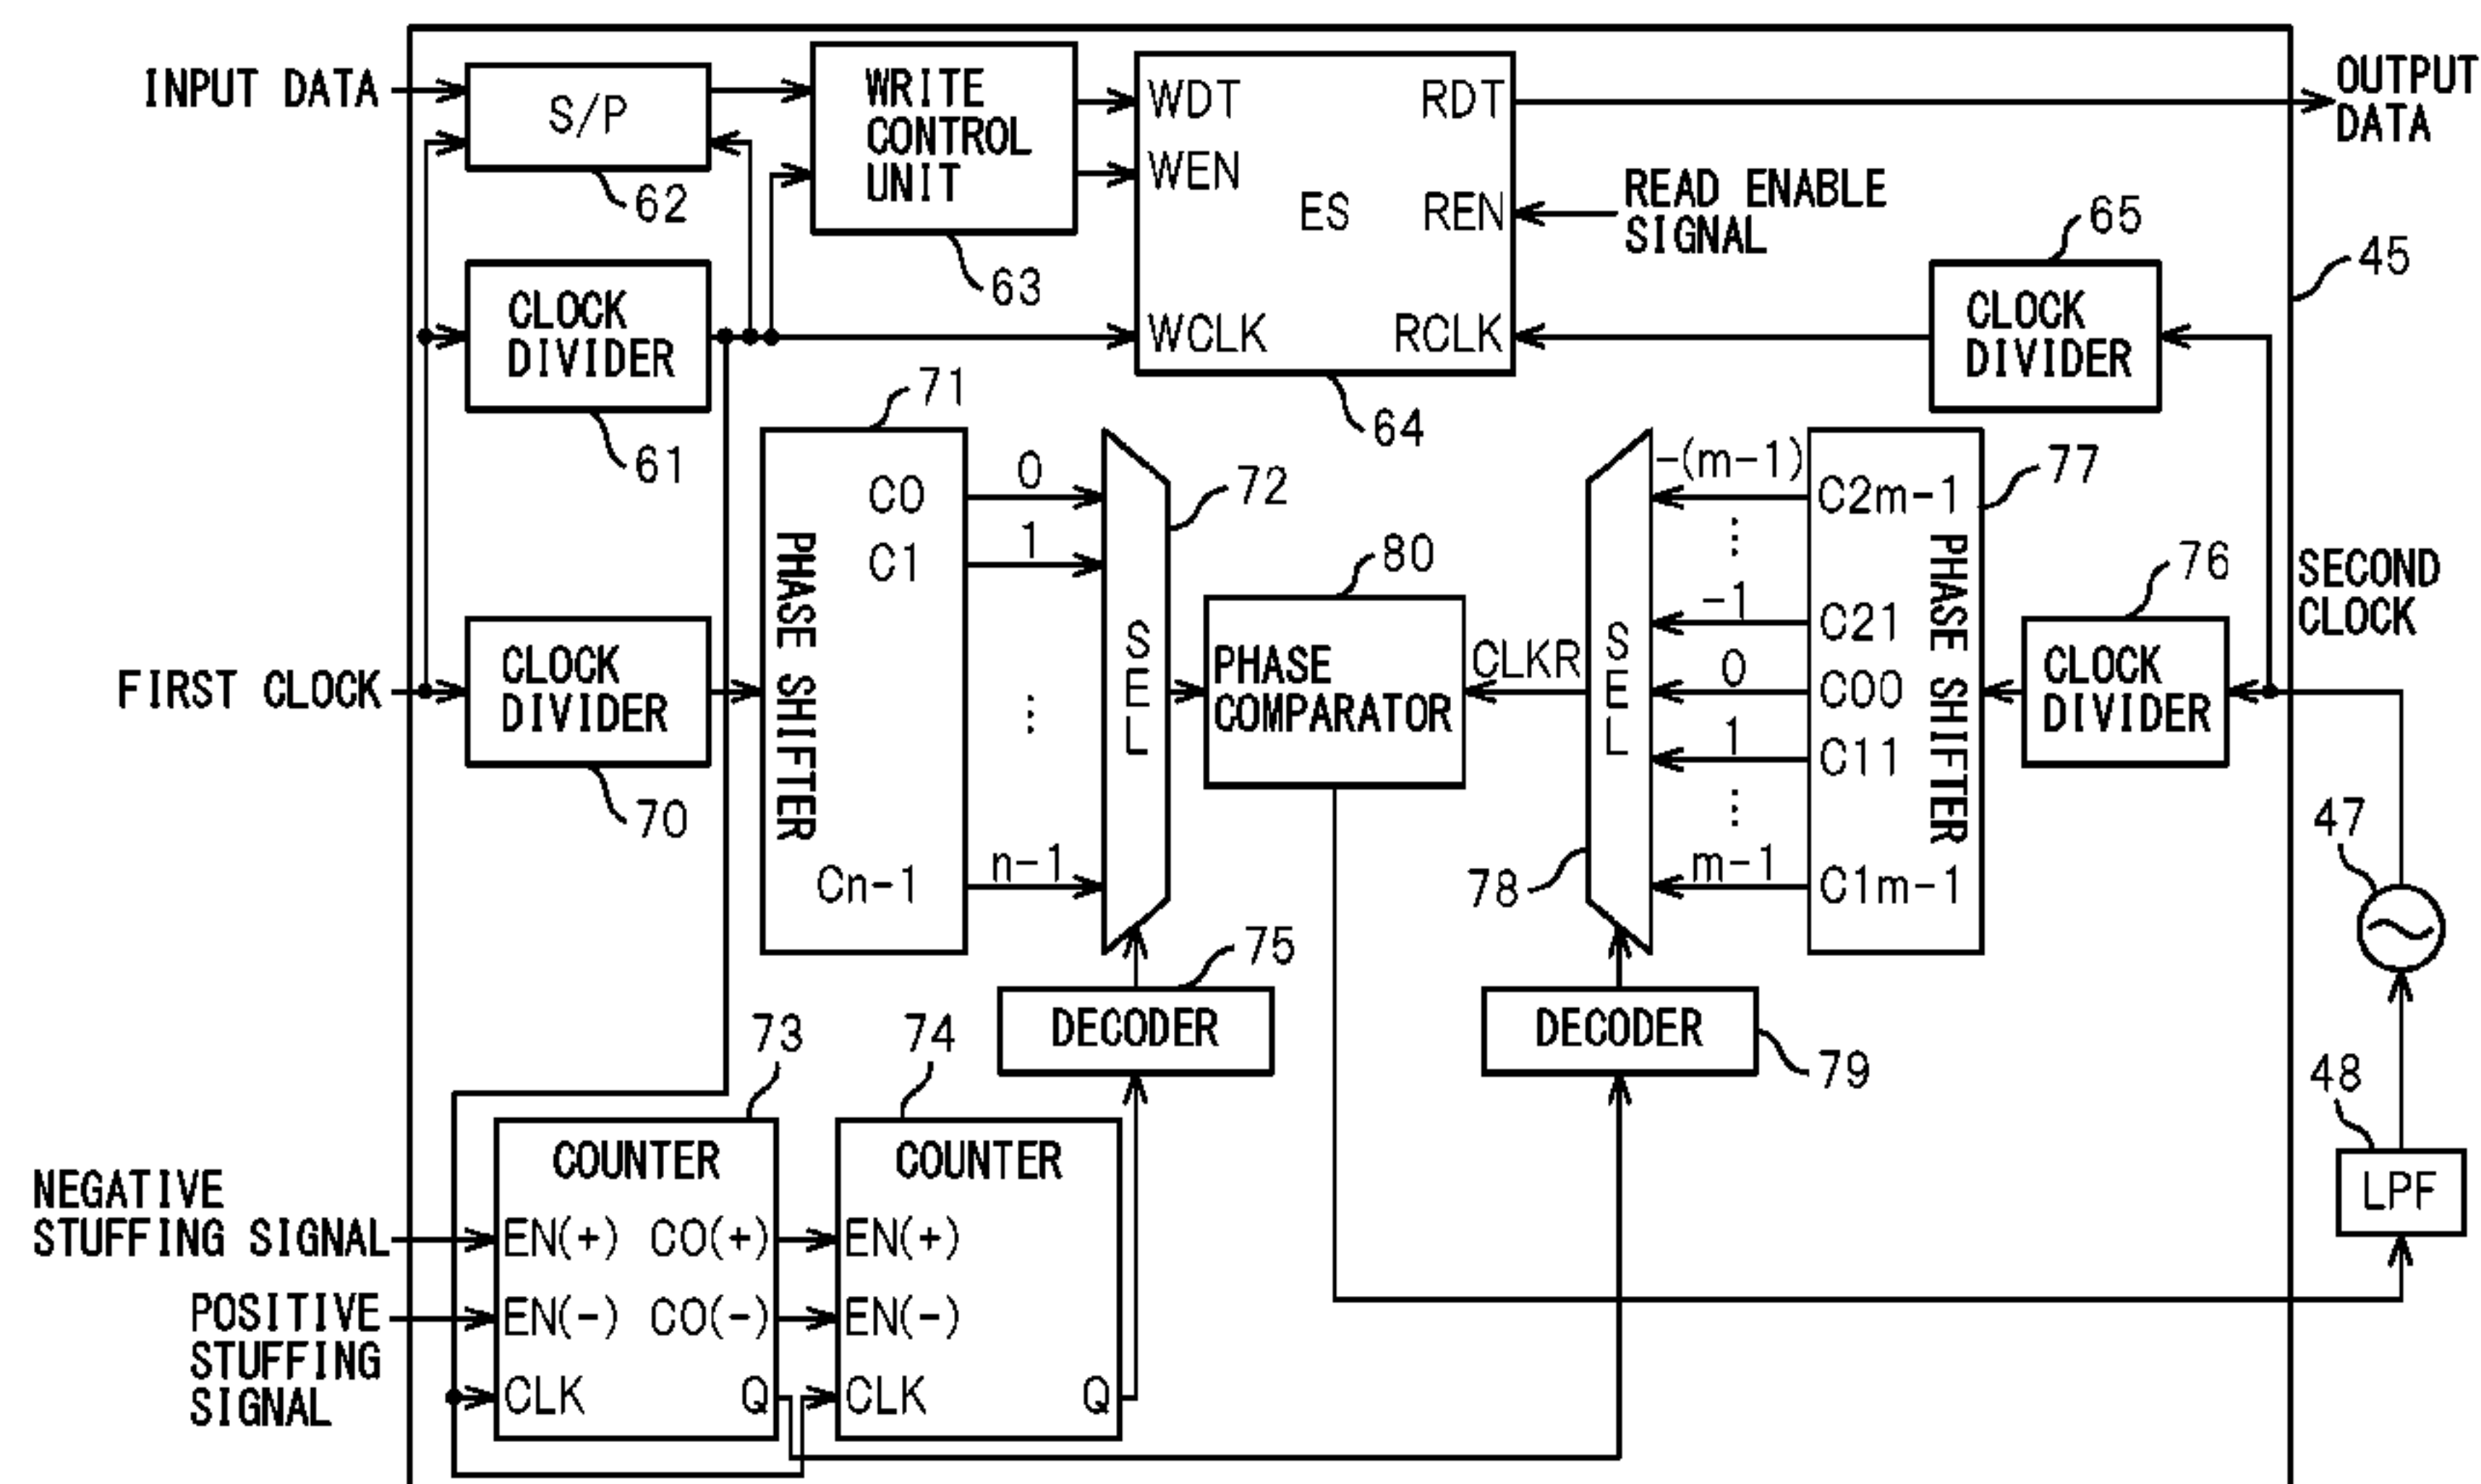 INPUT DATA
S/P
62
WRITE
CONTROL
UNIT
63
WDT
RDT
WEN
ES
REN
WCLK
RCLK
64
OUTPUT
DATA
READ ENABLE
SIGNAL
65
45
CLOCK
DIVIDER
61
CLOCK
DIVIDER
71
C0
0
C1
1
⋮
Cn-1
n-1
PHASE SHIFTER
72
SEL
80
PHASE
COMPARATOR
CLKR
SEL
78
-(m-1)
C2m-1
⋮
-1
C21
0
C00
1
C11
⋮
m-1
C1m-1
PHASE SHIFTER
77
76
CLOCK
DIVIDER
SECOND
CLOCK
FIRST CLOCK
CLOCK
DIVIDER
70
47
75
DECODER
DECODER
79
48
LPF
73
74
COUNTER
COUNTER
NEGATIVE
STUFFING SIGNAL
EN(+)
CO(+)
EN(+)
POSITIVE
STUFFING
SIGNAL
EN(-)
CO(-)
EN(-)
CLK
Q
CLK
Q